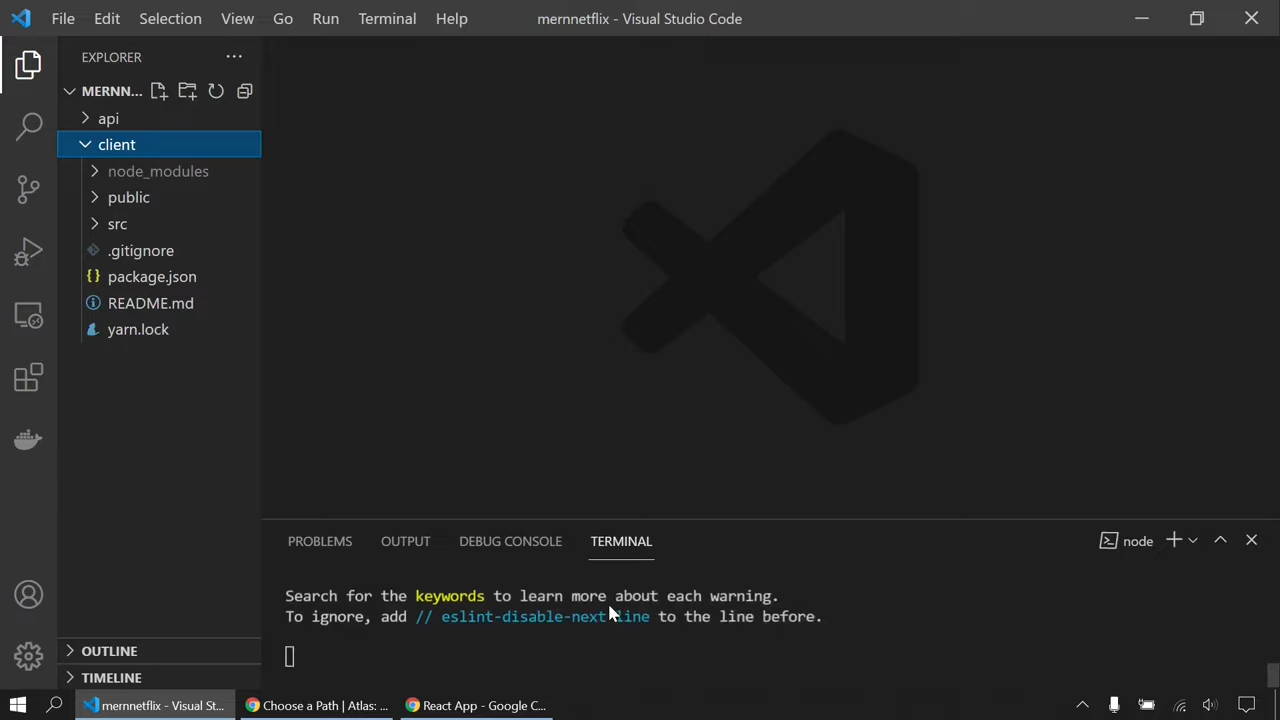 File Edit Selection View Go Run Terminal Help mernnetflix - Visual Studio Code
EXPLORER
MERNN...
api
client
node_modules
public
src
.gitignore
package.json
README.md
yarn.lock
PROBLEMS OUTPUT DEBUG CONSOLE TERMINAL node
Search for the keywords to learn more about each warning.
To ignore, add // eslint-disable-next-line to the line before.
OUTLINE
TIMELINE
mernnetflix - Visual St... Choose a Path | Atlas: ... React App - Google C...